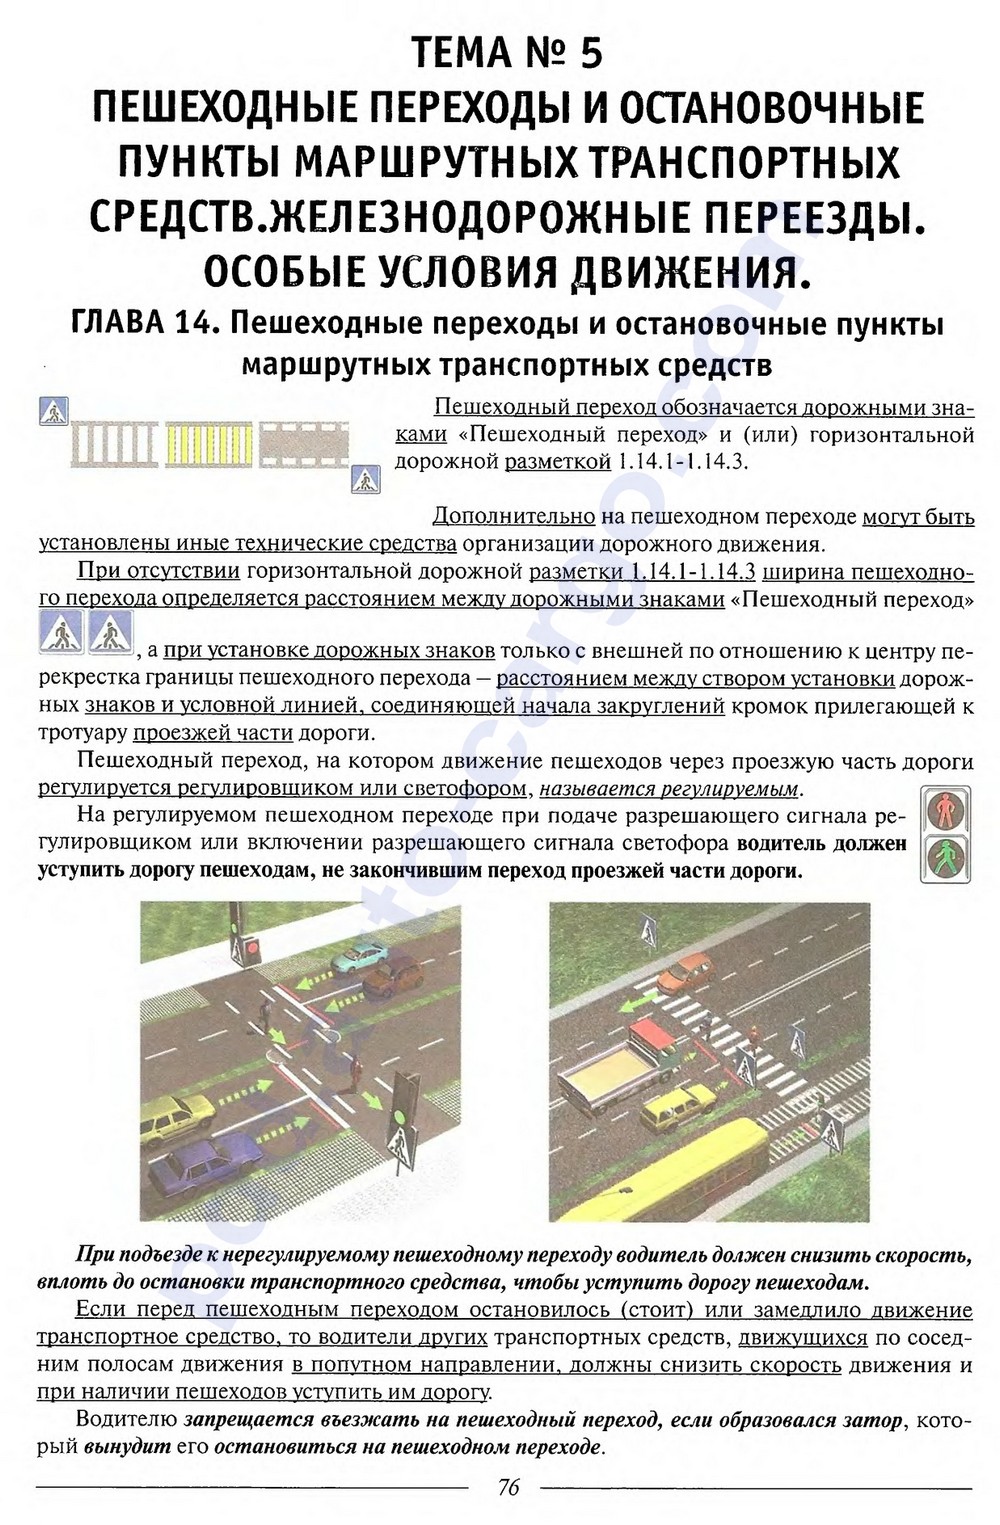 ТЕМА № 5
ПЕШЕХОДНЫЕ ПЕРЕХОДЫ И ОСТАНОВОЧНЫЕ
ПУНКТЫ МАРШРУТНЫХ ТРАНСПОРТНЫХ
СРЕДСТВ.ЖЕЛЕЗНОДОРОЖНЫЕ ПЕРЕЕЗДЫ.
ОСОБЫЕ УСЛОВИЯ ДВИЖЕНИЯ.
ГЛАВА 14. Пешеходные переходы и остановочные пункты
маршрутных транспортных средств
Пешеходный переход обозначается дорожными зна-
ками «Пешеходный переход» и (или) горизонтальной
дорожной разметкой 1.14.1-1.14.3.
Дополнительно на пешеходном переходе могут быть
установлены иные технические средства организации дорожного движения.
При отсутствии горизонтальной дорожной разметки 1.14.1-1.14.3 ширина пешеходно-
го перехода определяется расстоянием между дорожными знаками «Пешеходный переход»
, а при установке дорожных знаков только с внешней по отношению к центру пе-
рекрестка границы пешеходного перехода – расстоянием между створом установки дорож-
ных знаков и условной линией, соединяющей начала закруглений кромок прилегающей к
тротуару проезжей части дороги.
Пешеходный переход, на котором движение пешеходов через проезжую часть дороги
регулируется регулировщиком или светофором, называется регулируемым.
На регулируемом пешеходном переходе при подаче разрешающего сигнала ре-
гулировщиком или включении разрешающего сигнала светофора водитель должен
уступить дорогу пешеходам, не закончившим переход проезжей части дороги.
При подъезде к нерегулируемому пешеходному переходу водитель должен снизить скорость,
вплоть до остановки транспортного средства, чтобы уступить дорогу пешеходам.
Если перед пешеходным переходом остановилось (стоит) или замедлило движение
транспортное средство, то водители других транспортных средств, движущихся по сосед-
ним полосам движения в попутном направлении, должны снизить скорость движения и
при наличии пешеходов уступить им дорогу.
Водителю запрещается въезжать на пешеходный переход, если образовался затор, кото-
рый вынудит его остановиться на пешеходном переходе.
76